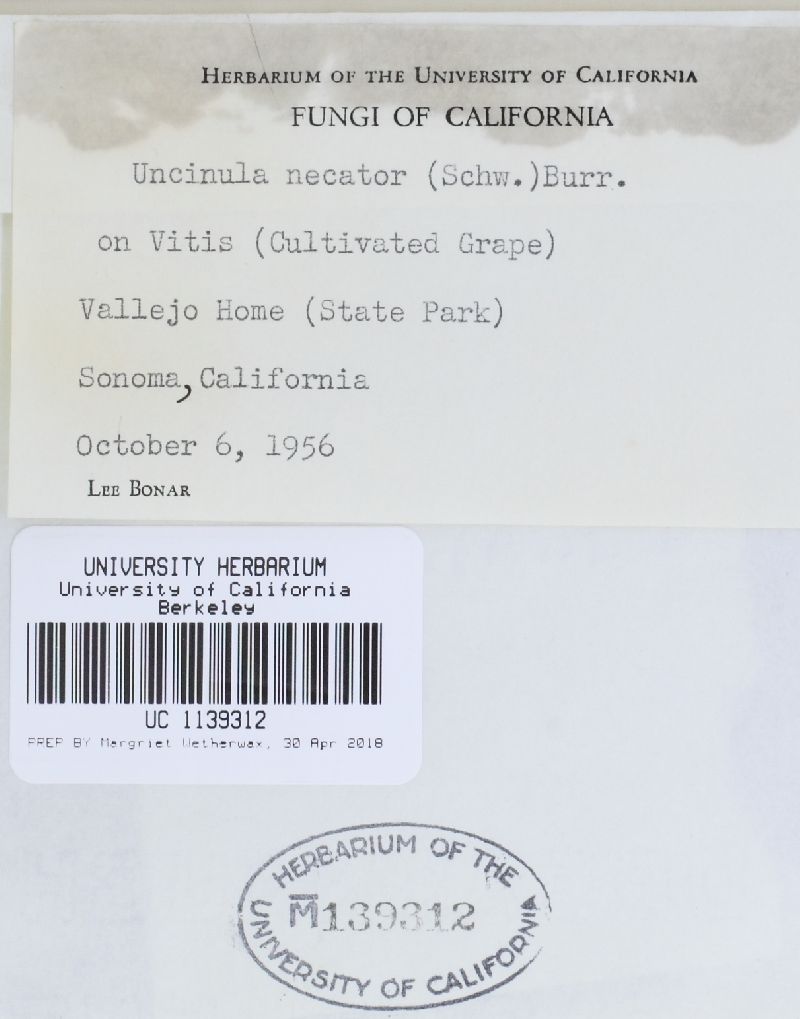 HERBARIUM OF THE UNIVERSITY OF CALIFORNIA
FUNGI OF CALIFORNIA
Uncinula necator (Schw.)Burr.
on Vitis (Cultivated Grape)
Vallejo Home (State Park)
Sonoma, California
October 6, 1956
LEE BONAR
UNIVERSITY HERBARIUM
University of California
Berkeley
UC 1139312
PREP BY Margriet Wetherwax, 30 Apr 2018
HERBARIUM OF THE
M̅139312
UNIVERSITY OF CALIFORNIA